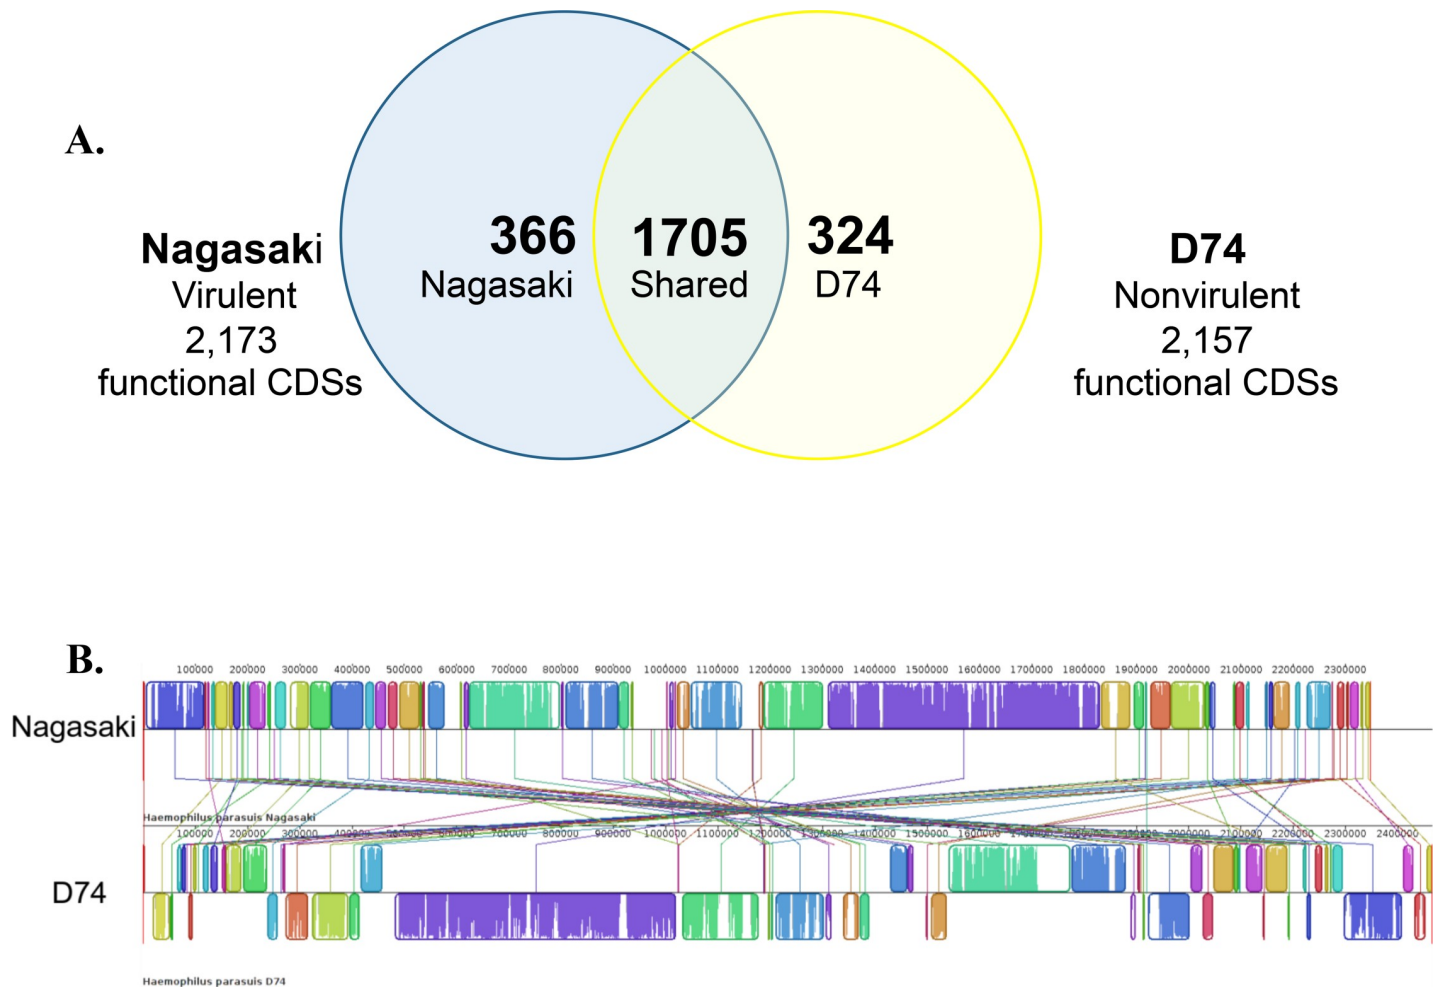 A.
366 1705 324
Nagasaki Shared D74
Nagasaki
Virulent
2,173
functional CDSs
D74
Nonvirulent
2,157
functional CDSs
B.
100000 200000 300000 400000 500000 600000 700000 800000 900000 1000000 1100000 1200000 1300000 1400000 1500000 1600000 1700000 1800000 1900000 2000000 2100000 2200000 2300000
Nagasaki
Haemophilus parasuis Nagasaki
100000 200000 300000 400000 500000 600000 700000 800000 900000 1000000 1100000 1200000 1300000 1400000 1500000 1600000 1700000 1800000 1900000 2000000 2100000 2200000 2300000 2400000
D74
Haemophilus parasuis D74